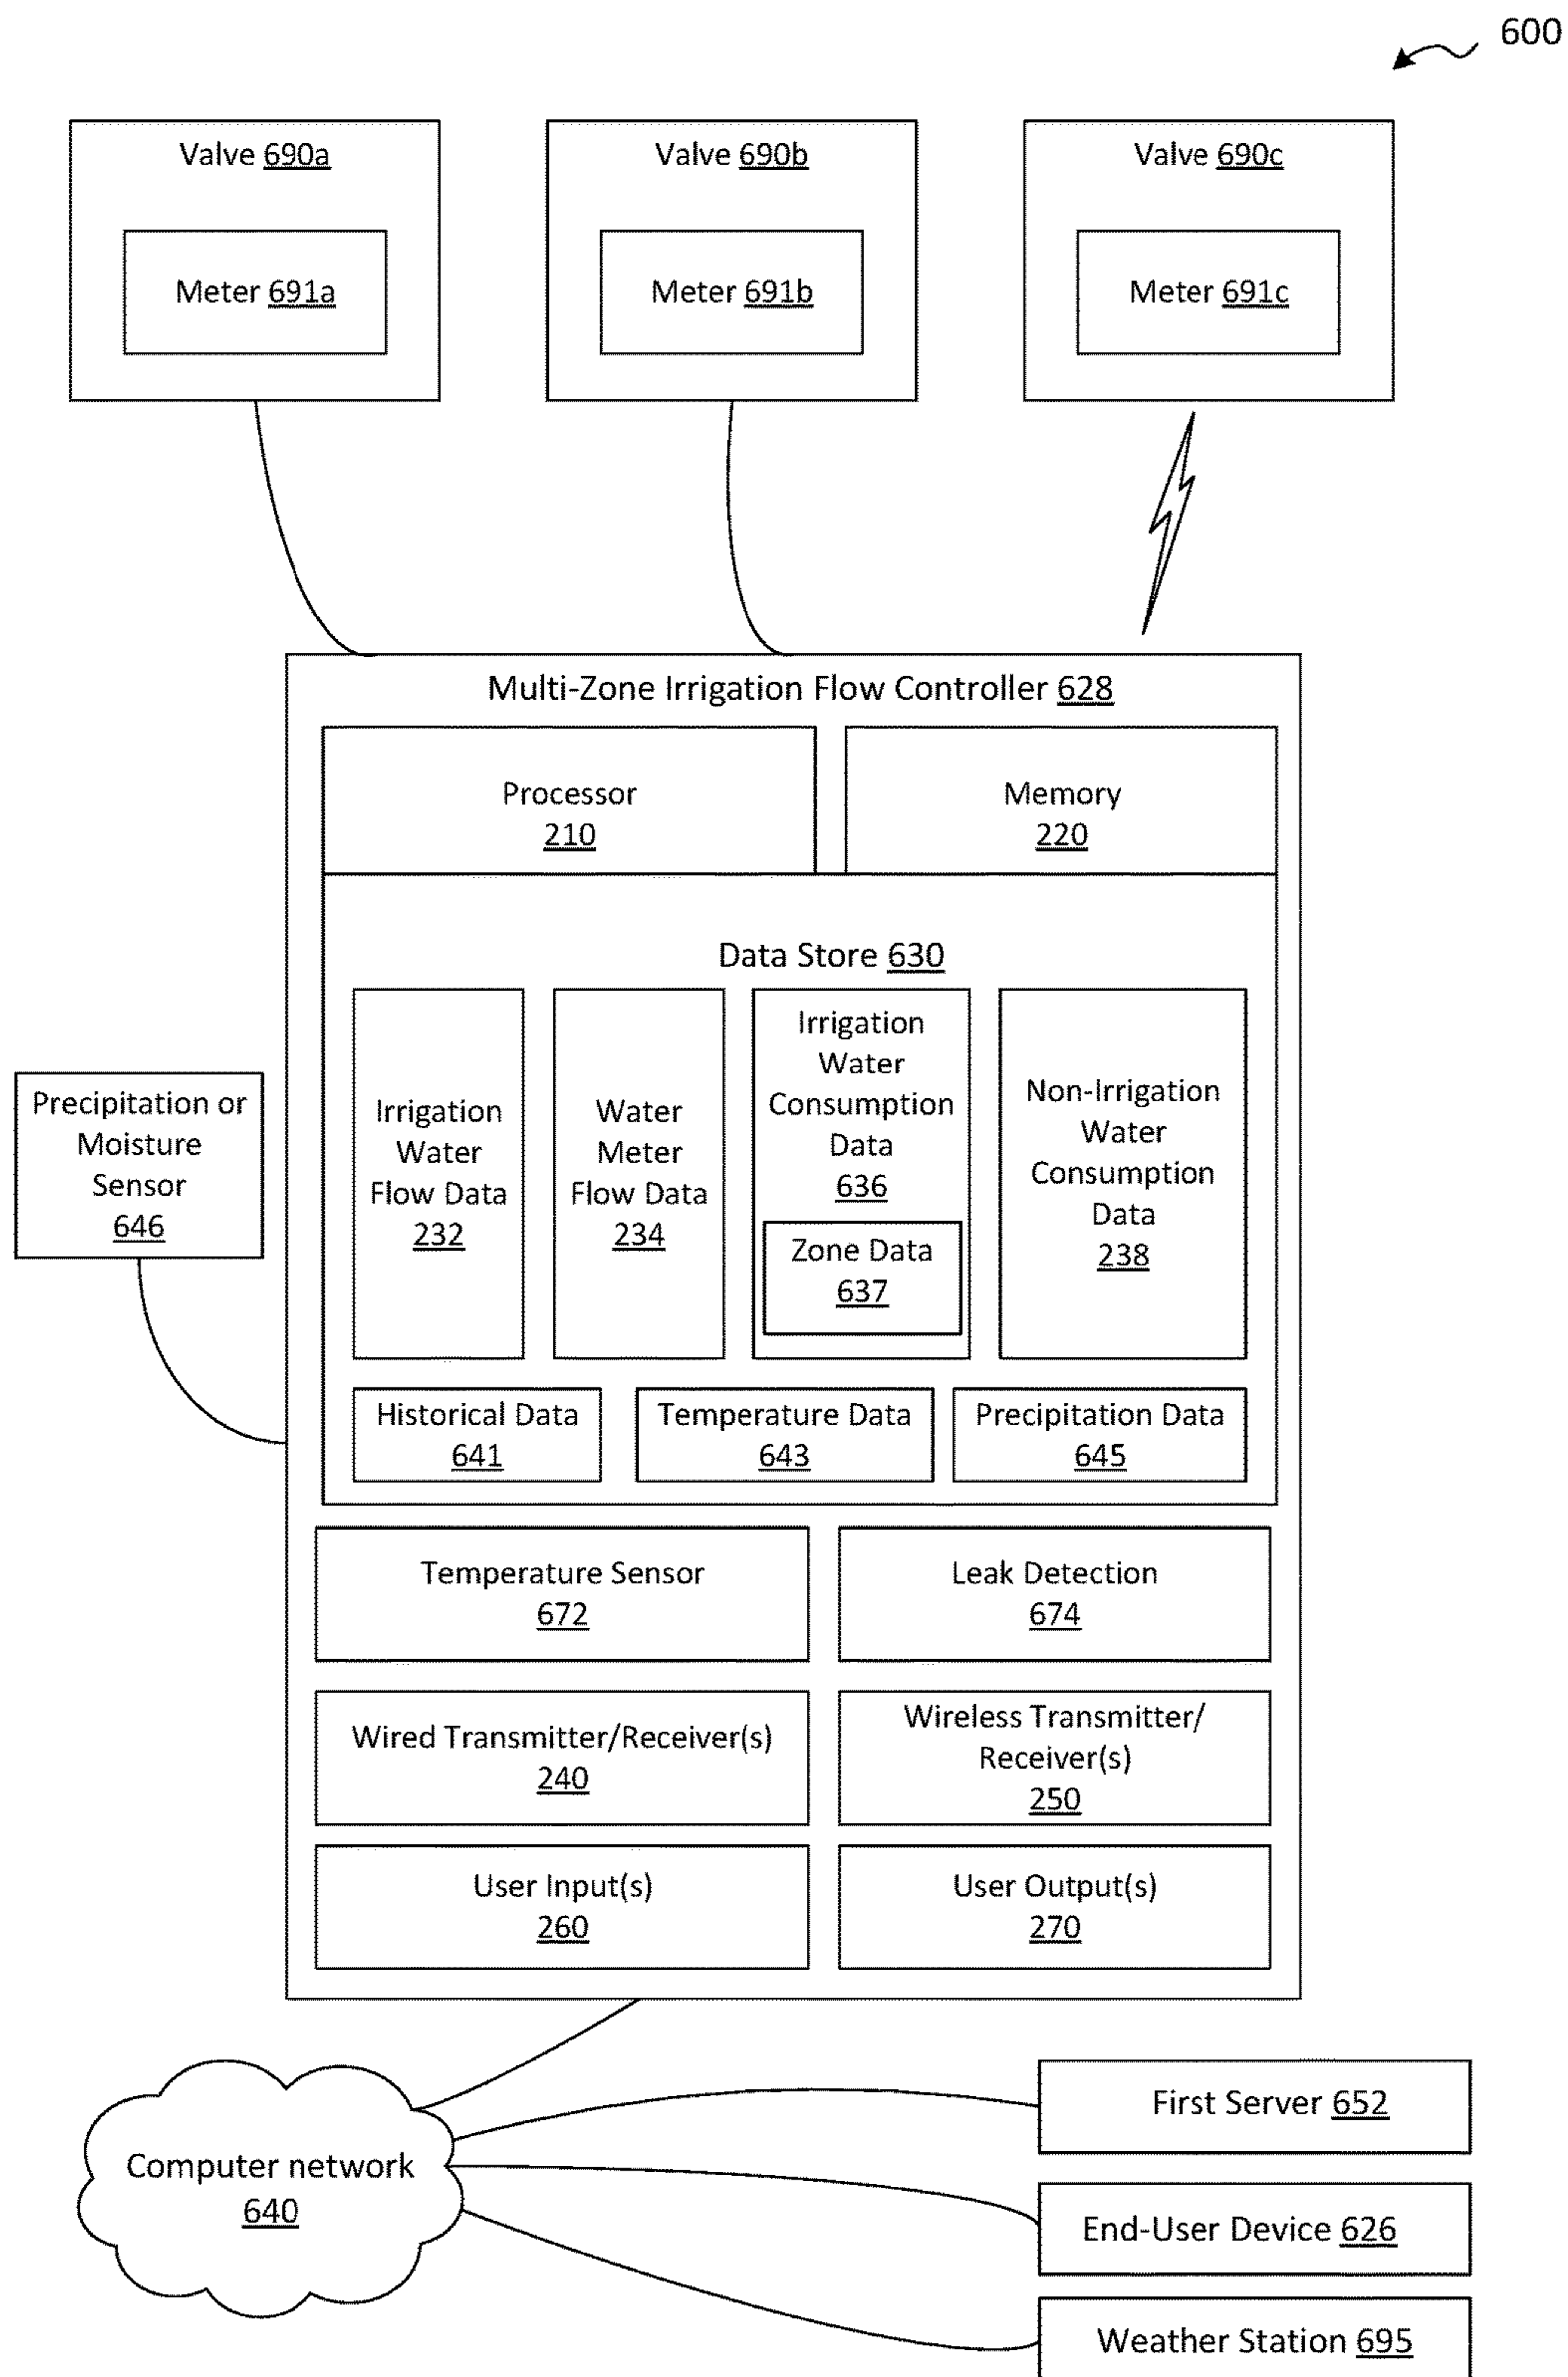 600
Valve 690a
Valve 690b
Valve 690c
Meter 691a
Meter 691b
Meter 691c
Multi-Zone Irrigation Flow Controller 628
Processor
210
Memory
220
Data Store 630
Irrigation
Water
Flow Data
232
Water
Meter
Flow Data
234
Irrigation
Water
Consumption
Data
636
Zone Data
637
Non-Irrigation
Water
Consumption
Data
238
Precipitation or
Moisture
Sensor
646
Historical Data
641
Temperature Data
643
Precipitation Data
645
Temperature Sensor
672
Leak Detection
674
Wired Transmitter/Receiver(s)
240
Wireless Transmitter/
Receiver(s)
250
User Input(s)
260
User Output(s)
270
Computer network
640
First Server 652
End-User Device 626
Weather Station 695